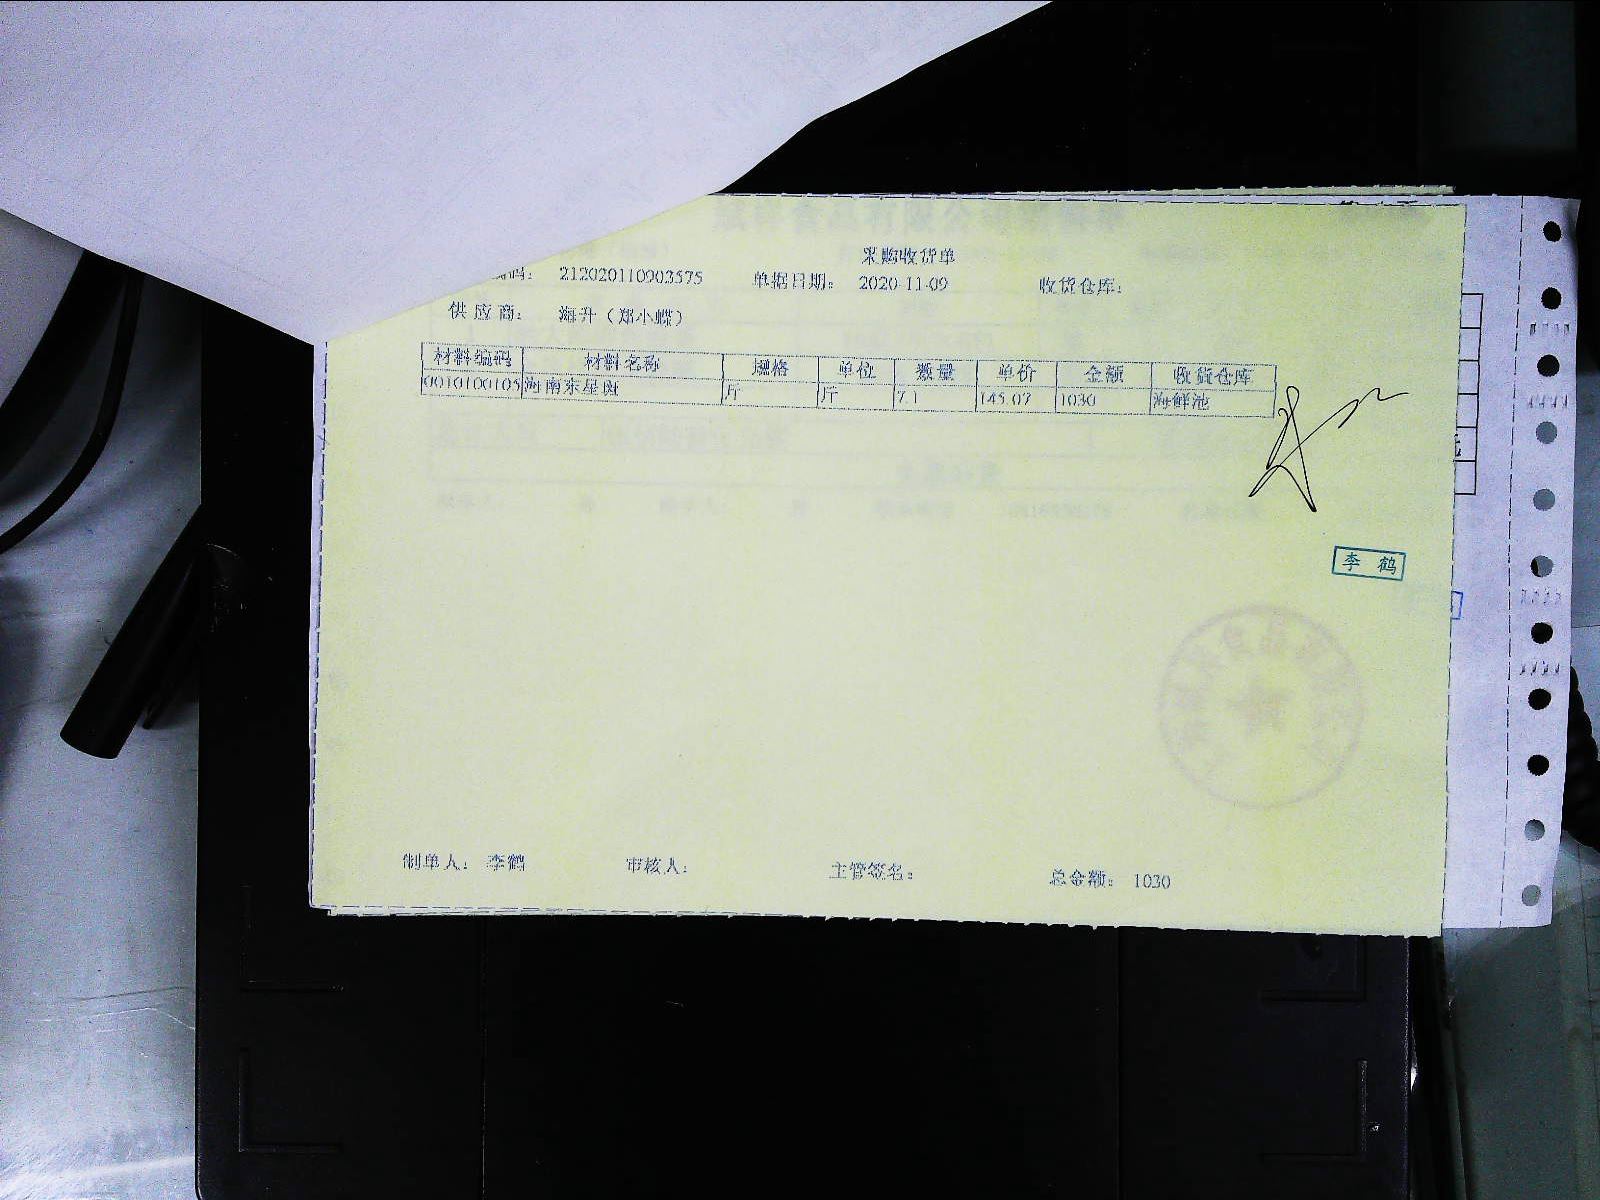 采购收货单
编码： 212020110903575 单据日期： 2020-11-09 收货仓库：
供应商： 海升（郑小蝶）
材料编码 材料名称 规格 单位 数量 单价 金额 收货仓库
0010100105 海南东星斑 斤 斤 7.1 145.07 1030 海鲜池
李鹤
制单人： 李鹤 审核人： 主管签名： 总金额： 1030